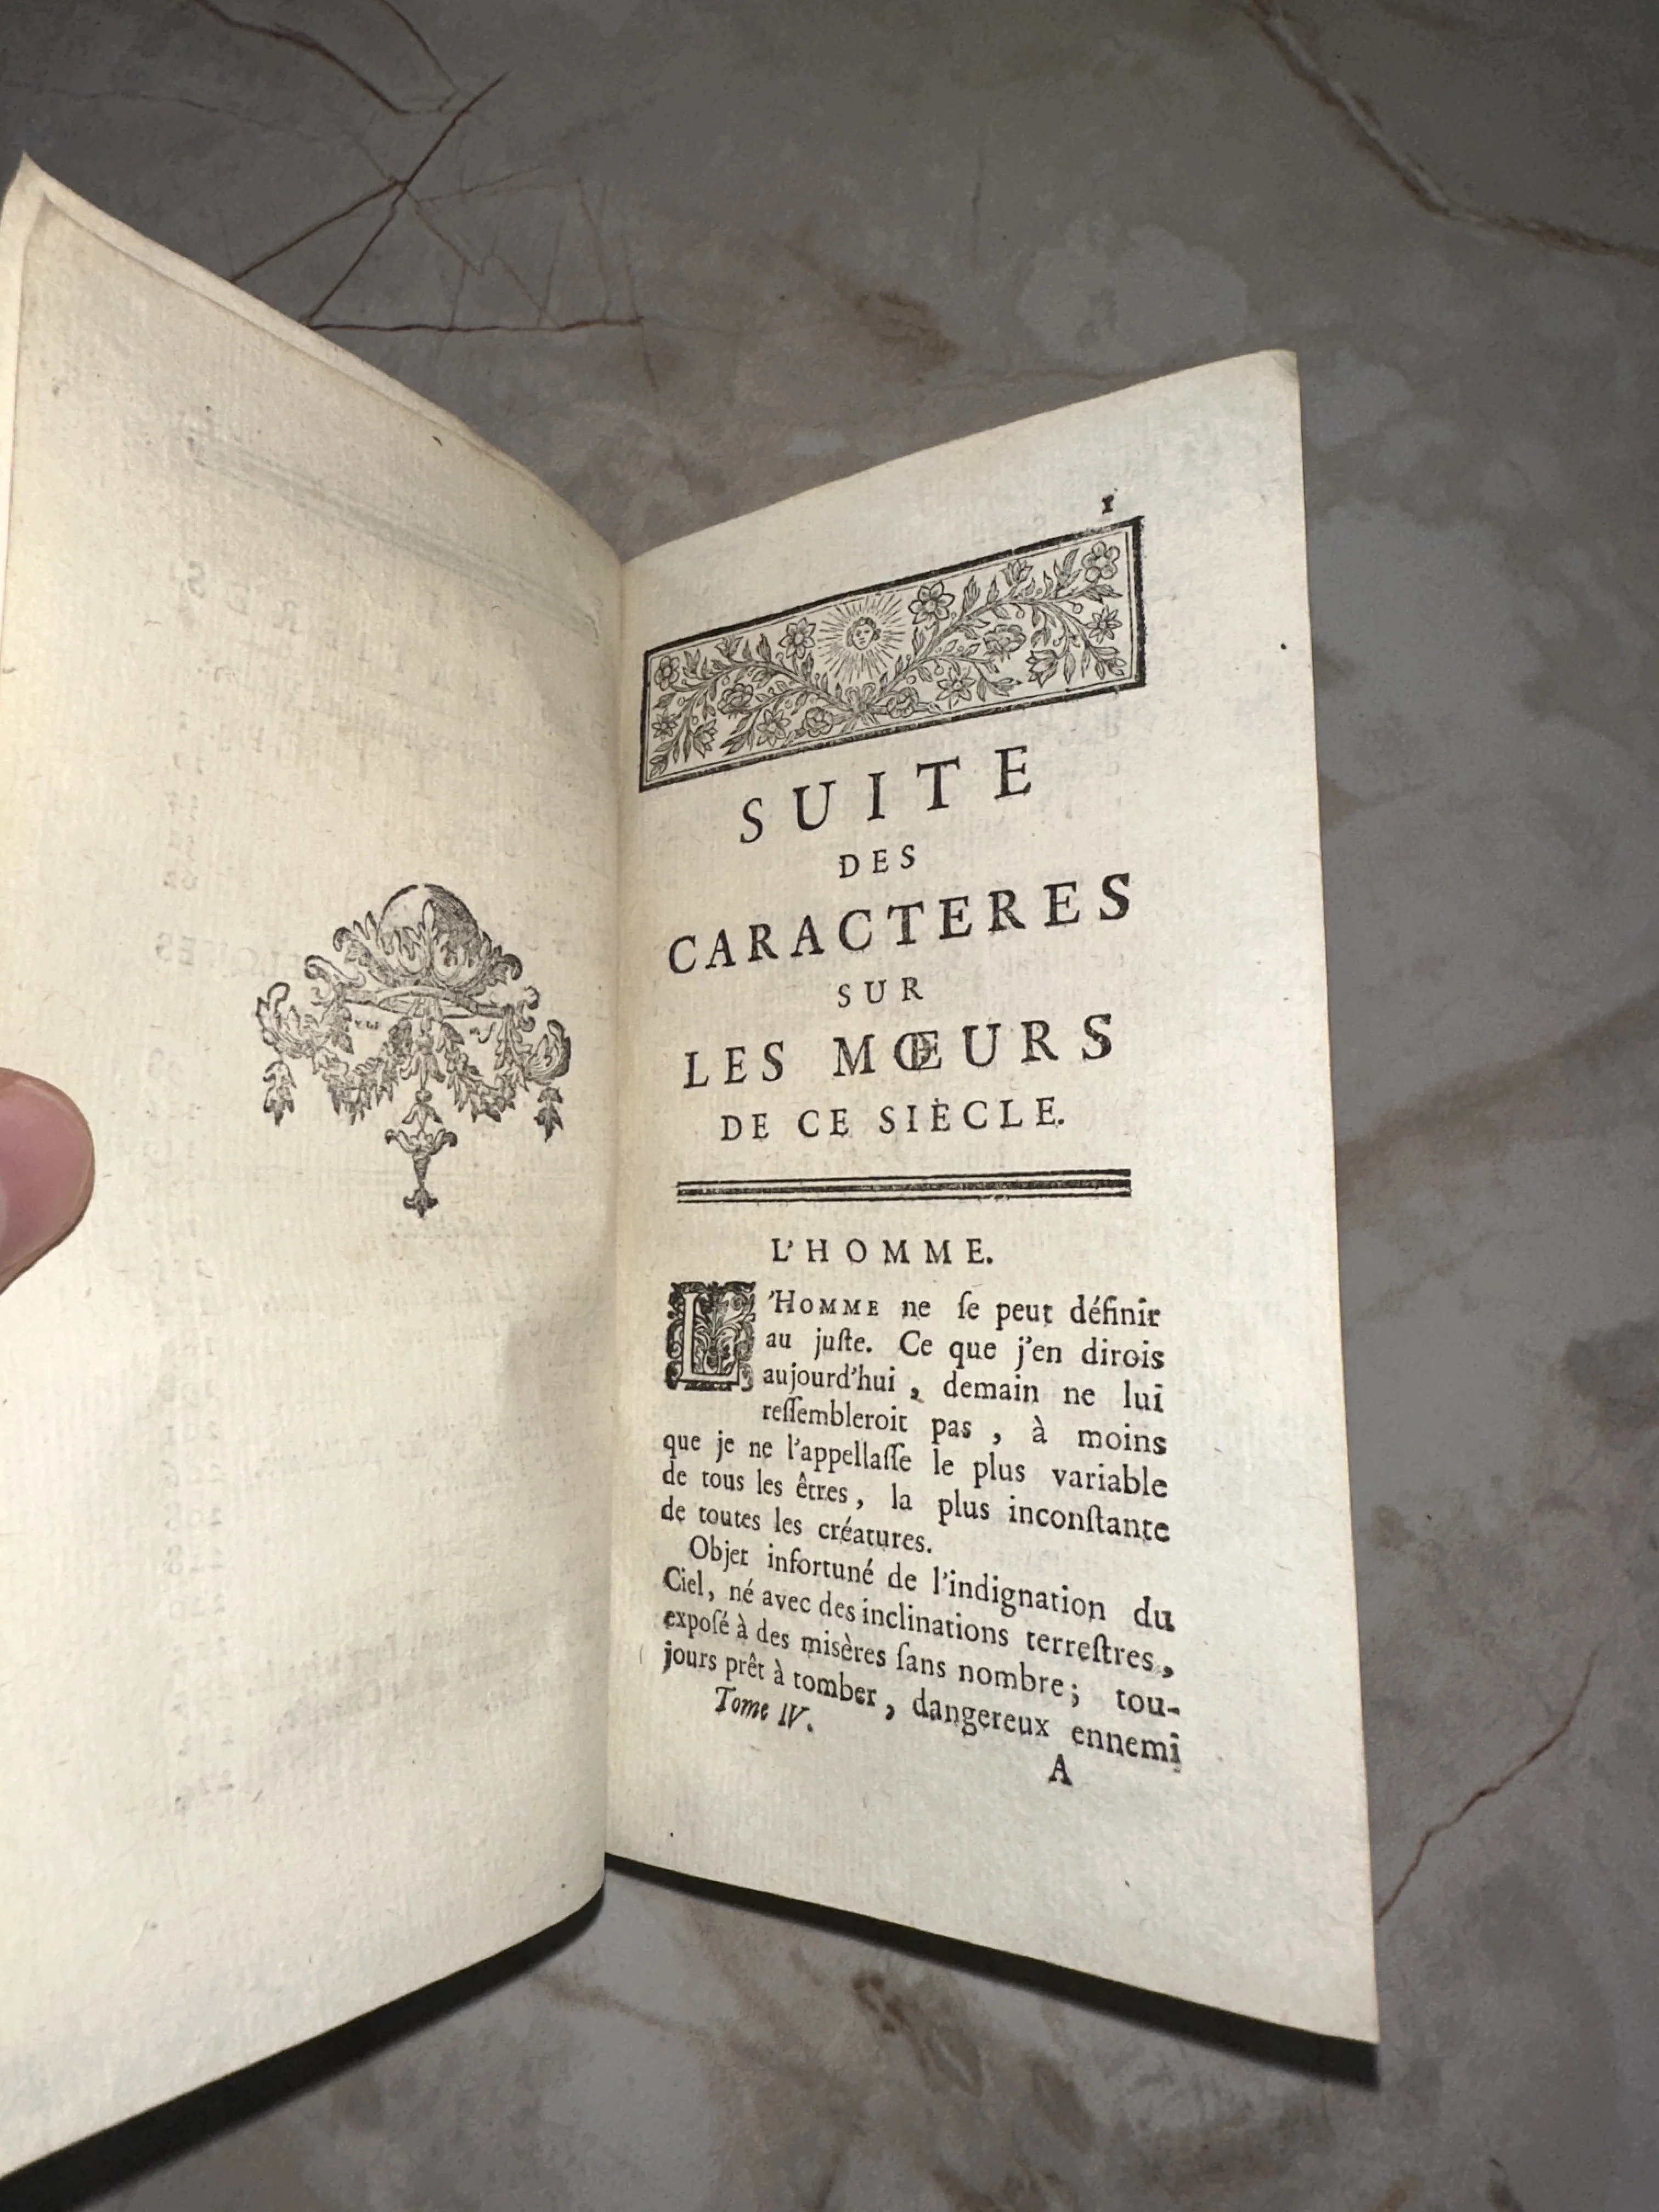 1
SUITE
DES
CARACTERES
SUR
LES MŒURS
DE CE SIÈCLE.
L'HOMME.
L'HOMME ne ſe peut définir
au juſte. Ce que j'en dirois
aujourd'hui , demain ne lui
reſſembleroit pas , à moins
que je ne l'appellaſſe le plus variable
de tous les êtres, la plus inconſtante
de toutes les créatures.
Objet infortuné de l'indignation du
Ciel, né avec des inclinations terreſtres,
expoſé à des misères ſans nombre ; tou-
jours prêt à tomber , dangereux ennemi
Tome IV.
A